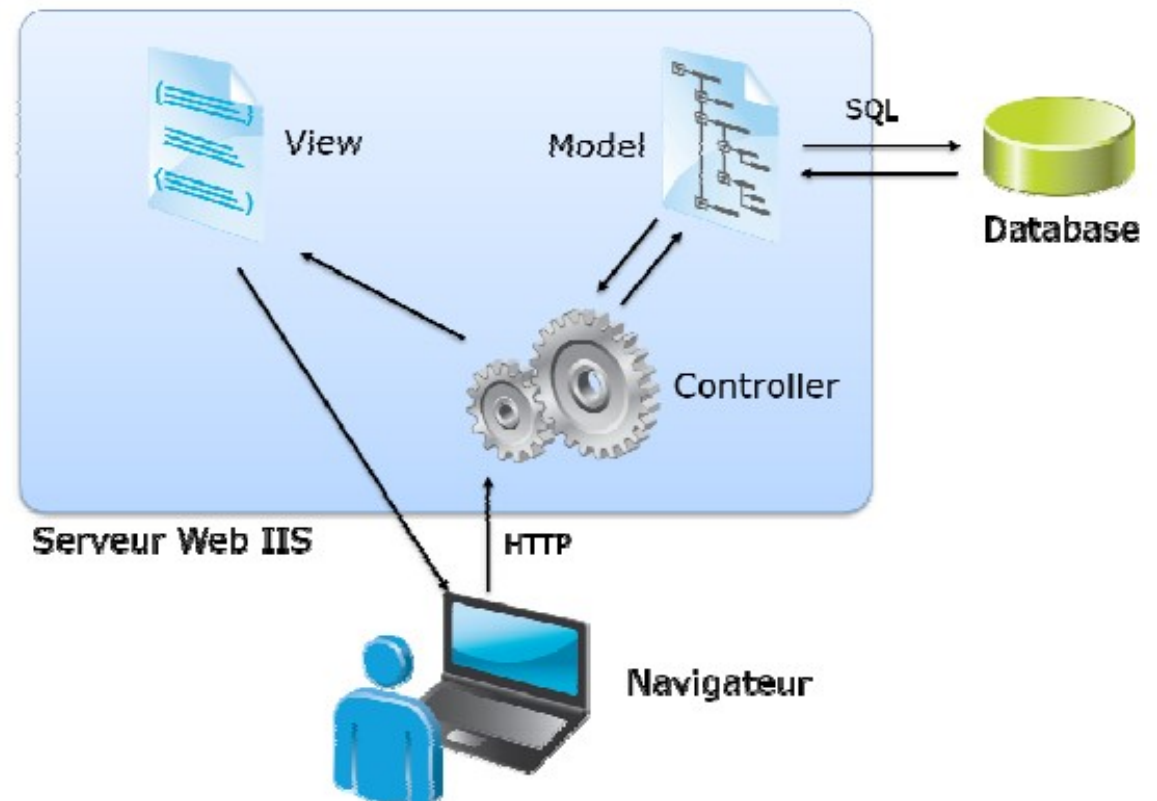 View
Model
SQL
Database
Controller
Serveur Web IIS
HTTP
Navigateur